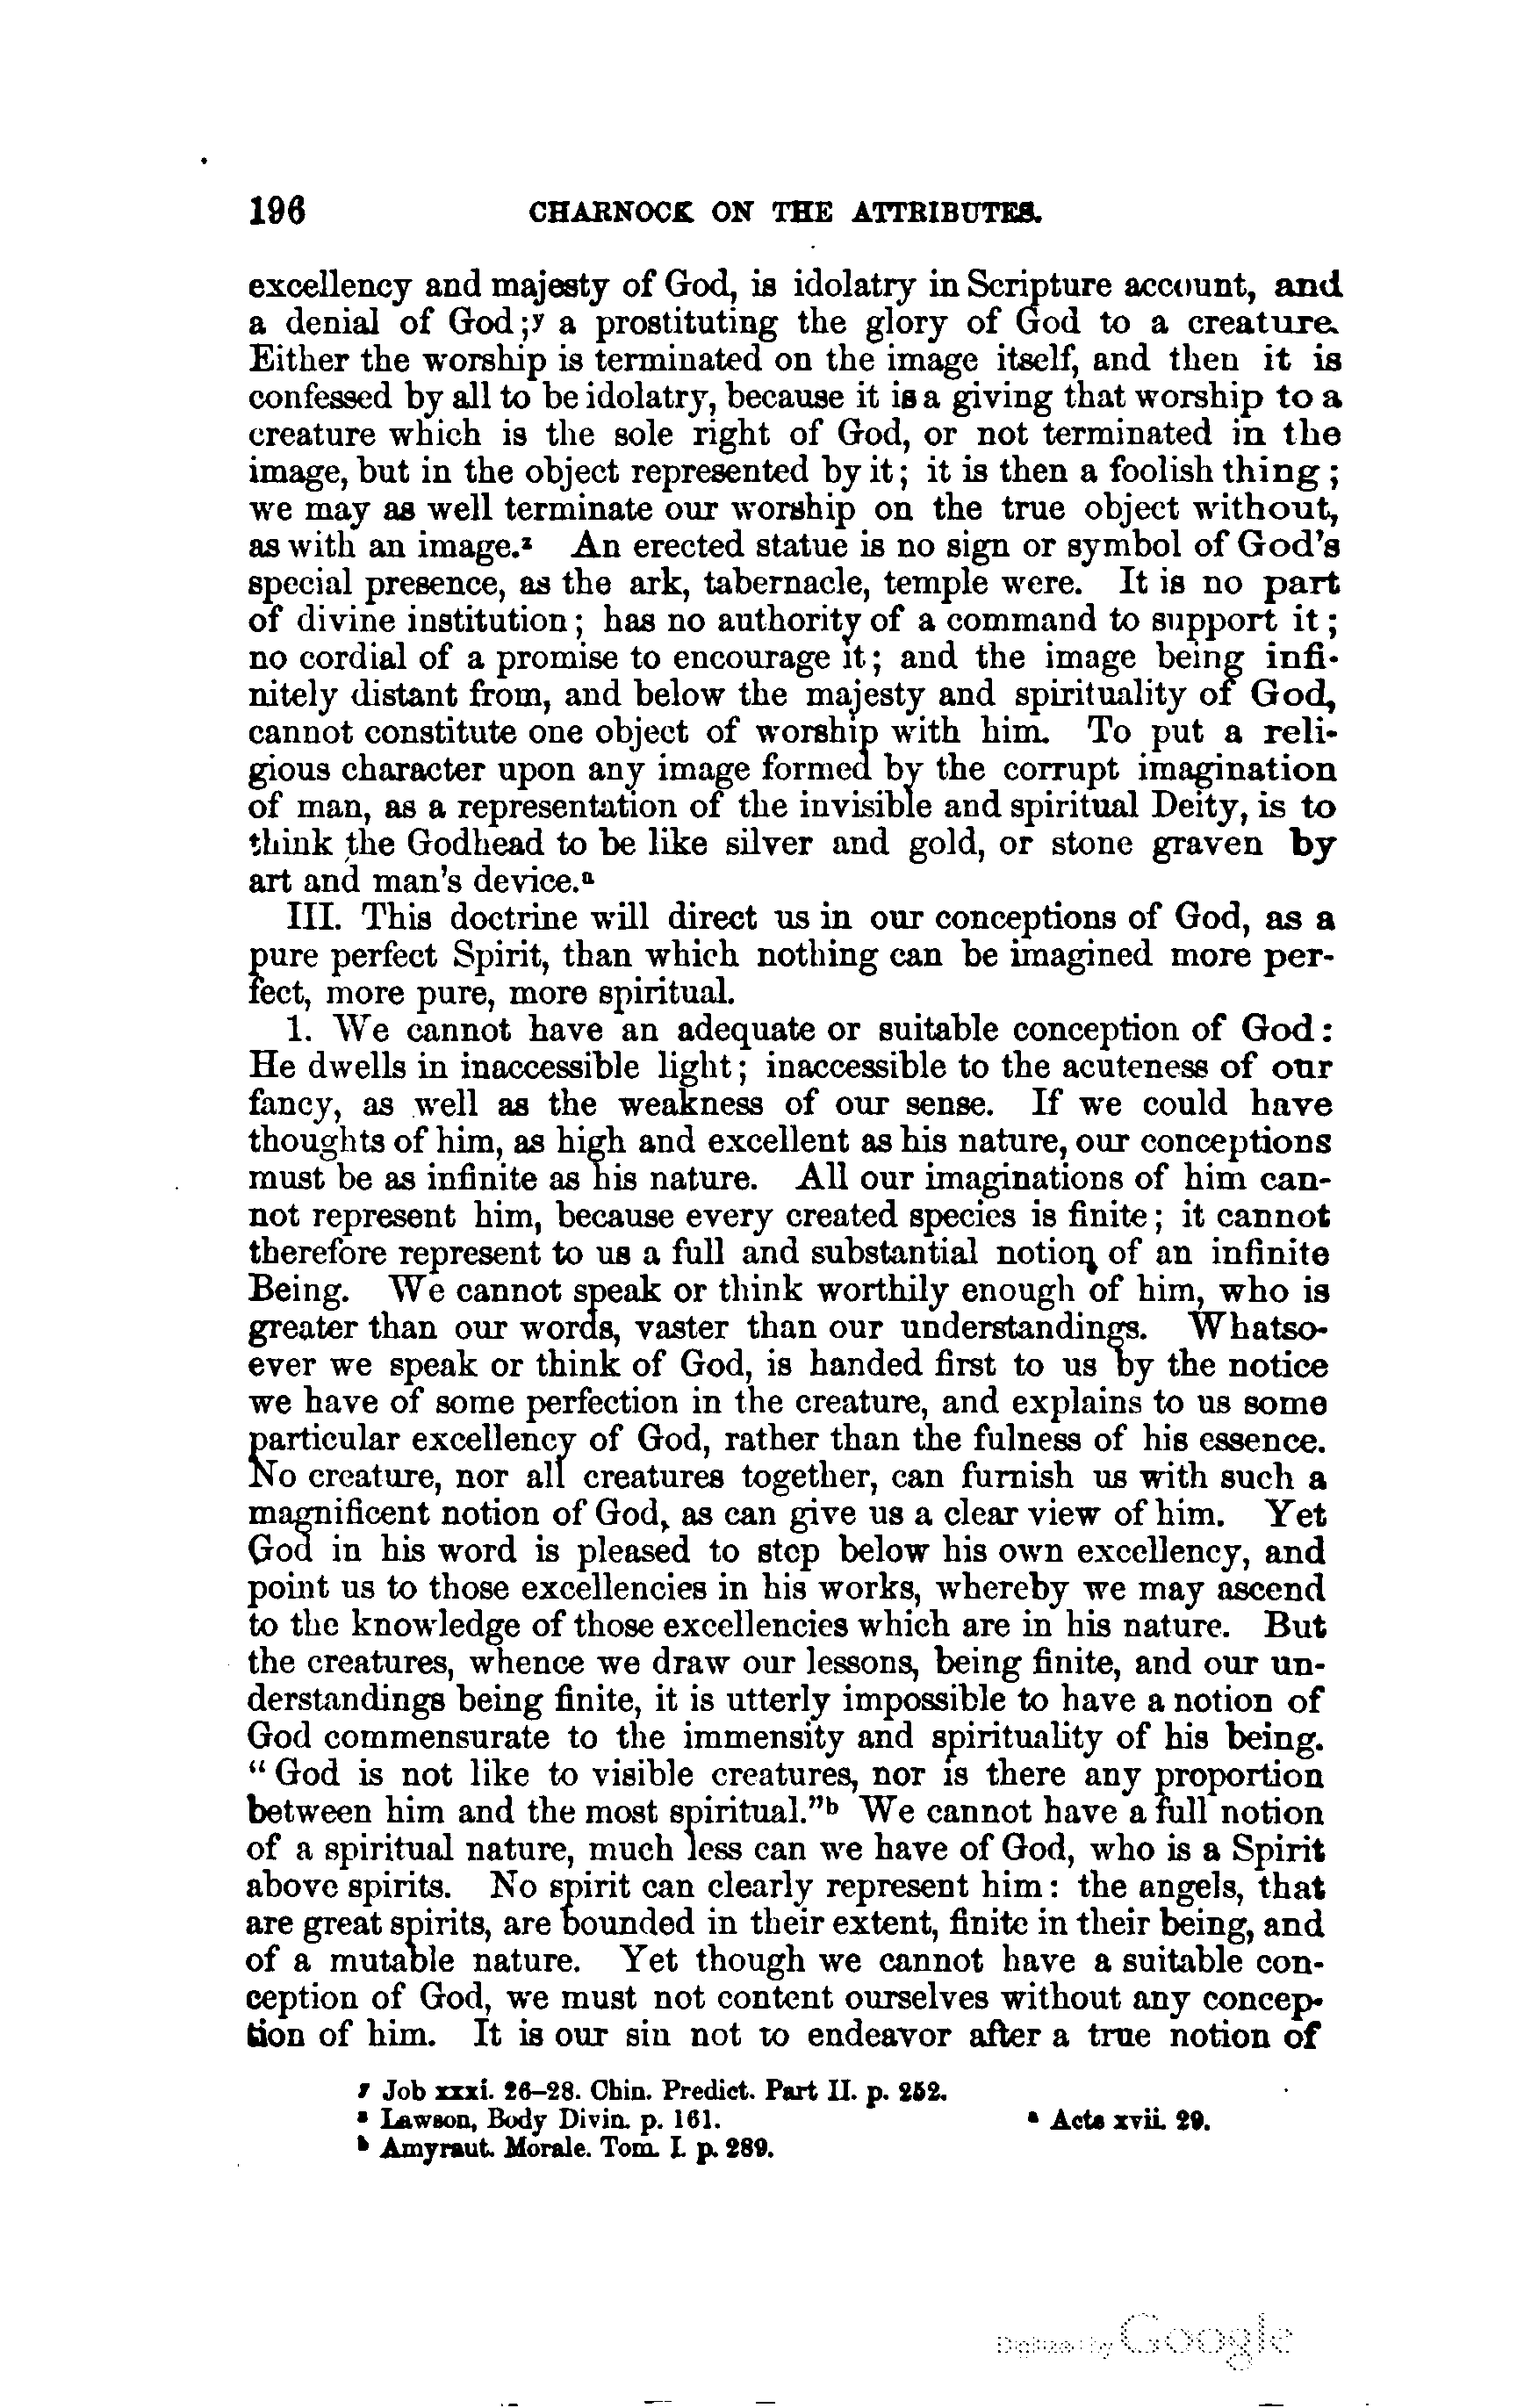 196 CHARNOCK ON THE ATTRIBUTES.
excellency and majesty of God, is idolatry in Scripture account, and
a denial of God;y a prostituting the glory of God to a creature.
Either the worship is terminated on the image itself, and then it is
confessed by all to be idolatry, because it is a giving that worship to a
creature which is the sole right of God, or not terminated in the
image, but in the object represented by it; it is then a foolish thing;
we may as well terminate our worship on the true object without,
as with an image.z An erected statue is no sign or symbol of God's
special presence, as the ark, tabernacle, temple were. It is no part
of divine institution; has no authority of a command to support it;
no cordial of a promise to encourage it; and the image being infi-
nitely distant from, and below the majesty and spirituality of God,
cannot constitute one object of worship with him. To put a reli-
gious character upon any image formed by the corrupt imagination
of man, as a representation of the invisible and spiritual Deity, is to
think the Godhead to be like silver and gold, or stone graven by
art and man's device.a
III. This doctrine will direct us in our conceptions of God, as a
pure perfect Spirit, than which nothing can be imagined more per-
fect, more pure, more spiritual.
1. We cannot have an adequate or suitable conception of God:
He dwells in inaccessible light; inaccessible to the acuteness of our
fancy, as well as the weakness of our sense. If we could have
thoughts of him, as high and excellent as his nature, our conceptions
must be as infinite as his nature. All our imaginations of him can-
not represent him, because every created species is finite; it cannot
therefore represent to us a full and substantial notion of an infinite
Being. We cannot speak or think worthily enough of him, who is
greater than our words, vaster than our understandings. Whatso-
ever we speak or think of God, is handed first to us by the notice
we have of some perfection in the creature, and explains to us some
particular excellency of God, rather than the fulness of his essence.
No creature, nor all creatures together, can furnish us with such a
magnificent notion of God, as can give us a clear view of him. Yet
God in his word is pleased to step below his own excellency, and
point us to those excellencies in his works, whereby we may ascend
to the knowledge of those excellencies which are in his nature. But
the creatures, whence we draw our lessons, being finite, and our un-
derstandings being finite, it is utterly impossible to have a notion of
God commensurate to the immensity and spirituality of his being.
"God is not like to visible creatures, nor is there any proportion
between him and the most spiritual."b We cannot have a full notion
of a spiritual nature, much less can we have of God, who is a Spirit
above spirits. No spirit can clearly represent him: the angels, that
are great spirits, are bounded in their extent, finite in their being, and
of a mutable nature. Yet though we cannot have a suitable con-
ception of God, we must not content ourselves without any concep-
tion of him. It is our sin not to endeavor after a true notion of
y Job xxxi. 26–28. Chin. Predict. Part II. p. 252.
z Lawson, Body Divin. p. 161. a Acts xvii. 29.
b Amyraut. Morale. Tom. I. p. 289.
Digitized by Google